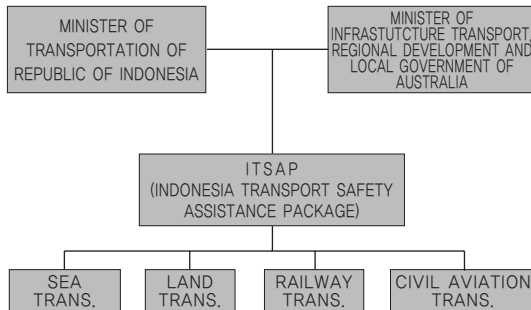 MINISTER OF
TRANSPORTATION OF
REPUBLIC OF INDONESIA
MINISTER OF
INFRASTUTCTURE TRANSPORT,
REGIONAL DEVELOPMENT AND
LOCAL GOVERNMENT OF
AUSTRALIA
ITSAP
(INDONESIA TRANSPORT SAFETY
ASSISTANCE PACKAGE)
SEA
TRANS.
LAND
TRANS.
RAILWAY
TRANS.
CIVIL AVIATION
TRANS.